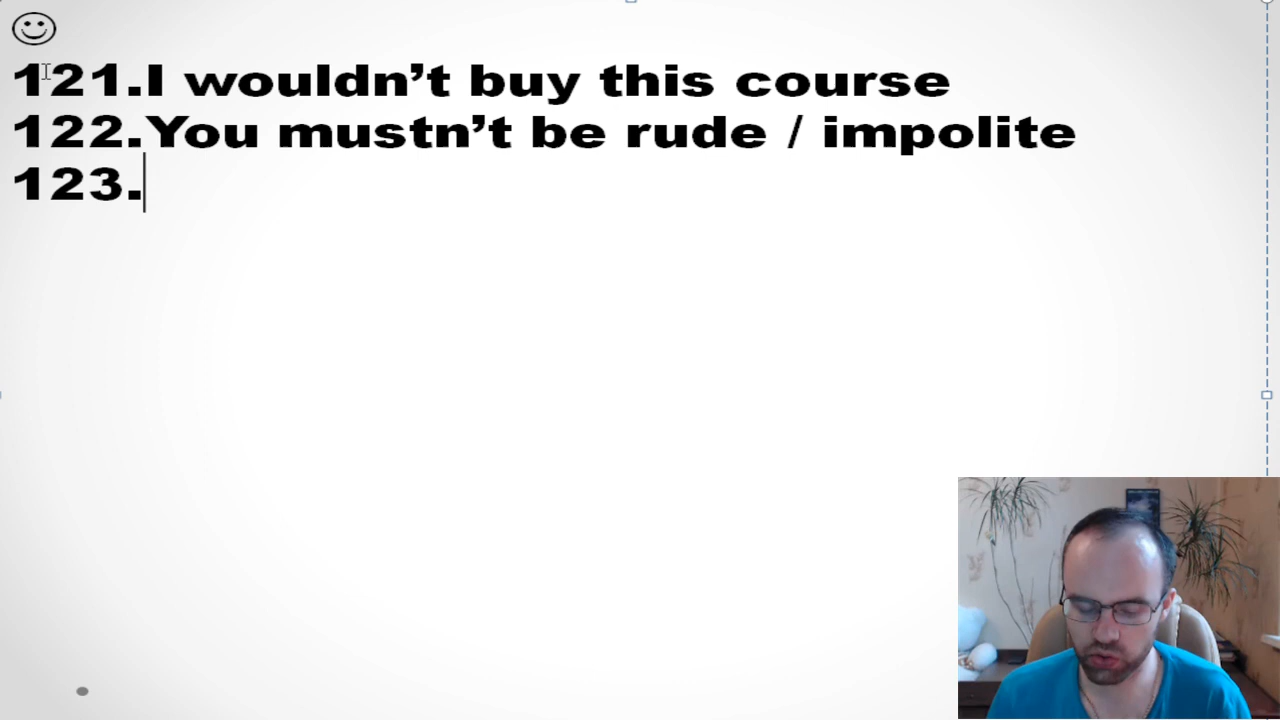 121.I wouldn’t buy this course
122.You mustn’t be rude / impolite
123.